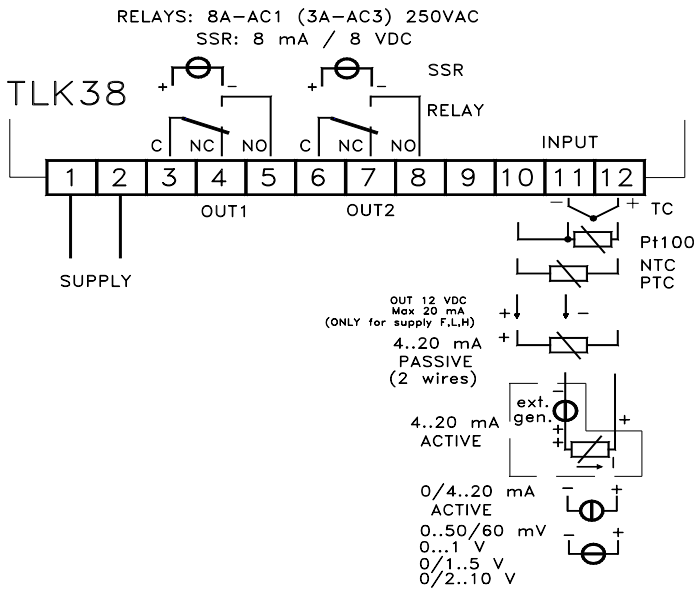 RELAYS: 8A-AC1 (3A-AC3) 250VAC
SSR: 8 mA / 8 VDC
+ - + - SSR
TLK38
RELAY
C NC NO C NC NO INPUT
1 2 3 4 5 6 7 8 9 10 11 12
OUT1 OUT2
- + TC
Pt100
SUPPLY
NTC
PTC
OUT 12 VDC
Max 20 mA
(ONLY for supply F,L,H)
+ -
4..20 mA +
PASSIVE
(2 wires)
-
ext.
gen.
+
+
+
4..20 mA
ACTIVE
I
0/4..20 mA - +
ACTIVE
0..50/60 mV - +
0...1 V
0/1..5 V
0/2..10 V